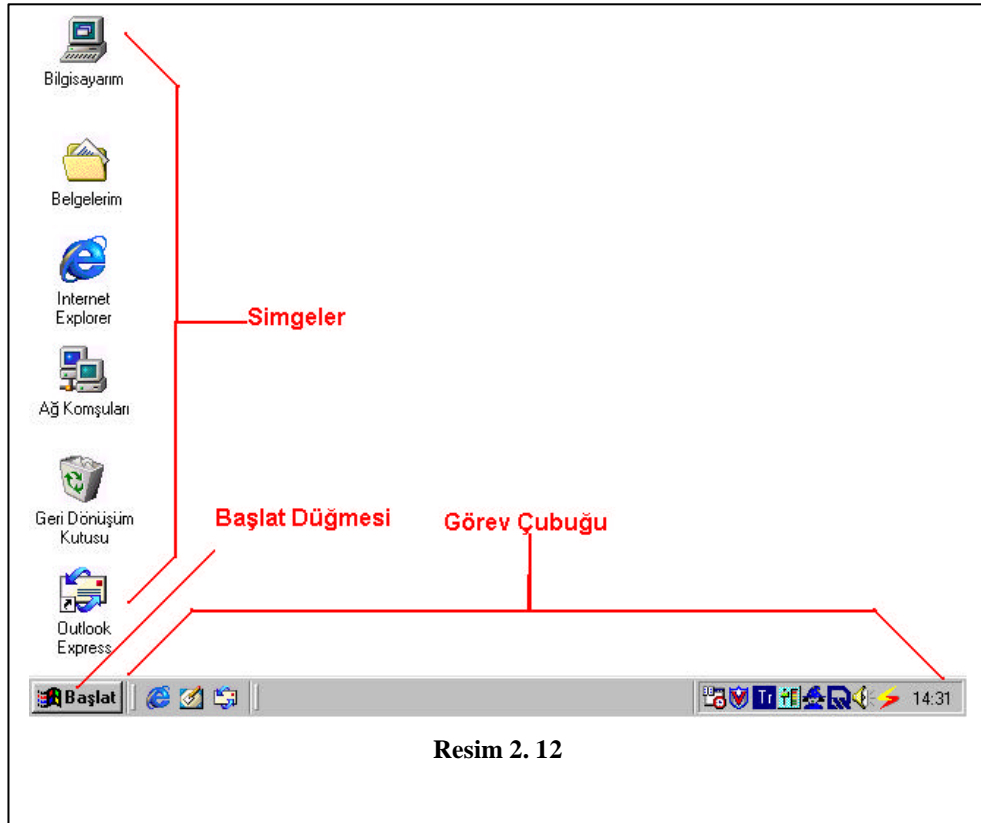 Bilgisayarım
Belgelerim
Internet
Explorer
Simgeler
Ağ Komşuları
Geri Dönüşüm
Kutusu
Başlat Düğmesi
Görev Çubuğu
Outlook
Express
Başlat
Tr
14:31
Resim 2. 12